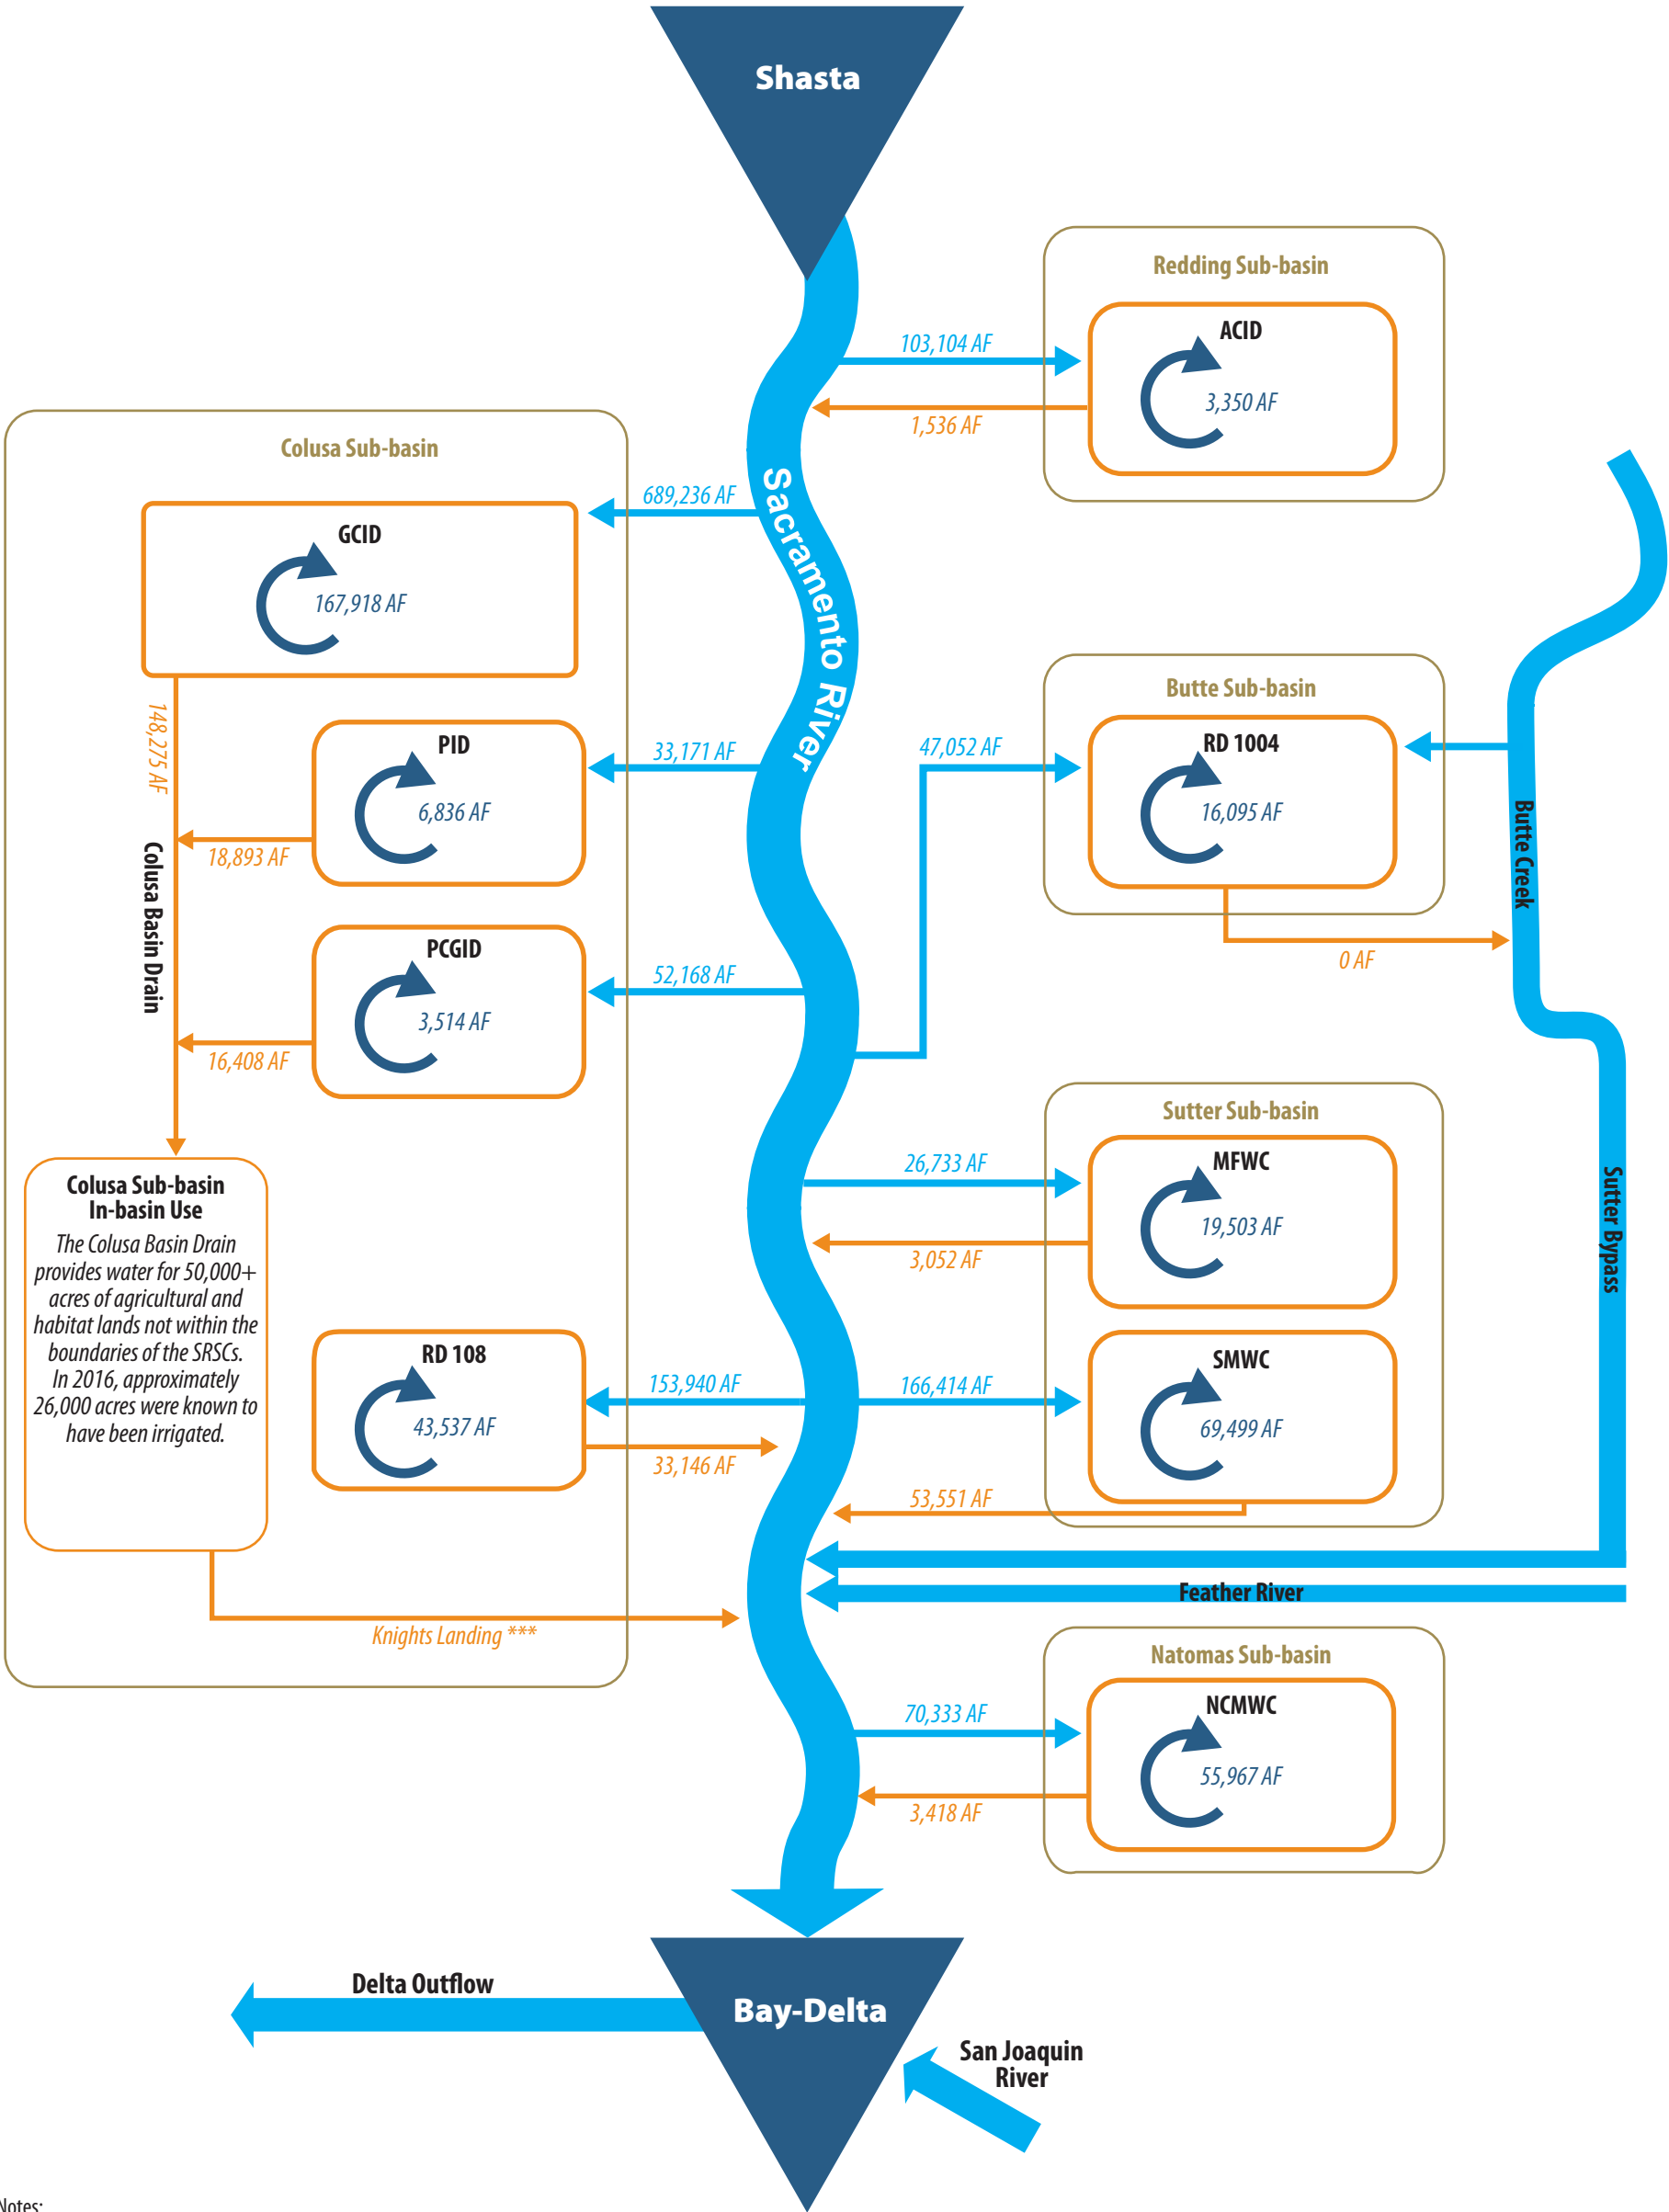 Shasta
Redding Sub-basin
ACID
103,104 AF
3,350 AF
1,536 AF
Colusa Sub-basin
689,236 AF
GCID
167,918 AF
Sacramento River
148,275 AF
Butte Sub-basin
PID
33,171 AF
47,052 AF
RD 1004
6,836 AF
16,095 AF
18,893 AF
Colusa Basin Drain
Butte Creek
PCGID
52,168 AF
0 AF
3,514 AF
16,408 AF
Sutter Sub-basin
26,733 AF
MFWC
19,503 AF
3,052 AF
Sutter Bypass
Colusa Sub-basin
In-basin Use
The Colusa Basin Drain
provides water for 50,000+
acres of agricultural and
habitat lands not within the
boundaries of the SRSCs.
In 2016, approximately
26,000 acres were known to
have been irrigated.
RD 108
153,940 AF
166,414 AF
SMWC
43,537 AF
69,499 AF
33,146 AF
53,551 AF
Feather River
Knights Landing ***
Natomas Sub-basin
70,333 AF
NCMWC
55,967 AF
3,418 AF
Delta Outflow
Bay-Delta
San Joaquin
River
Notes: